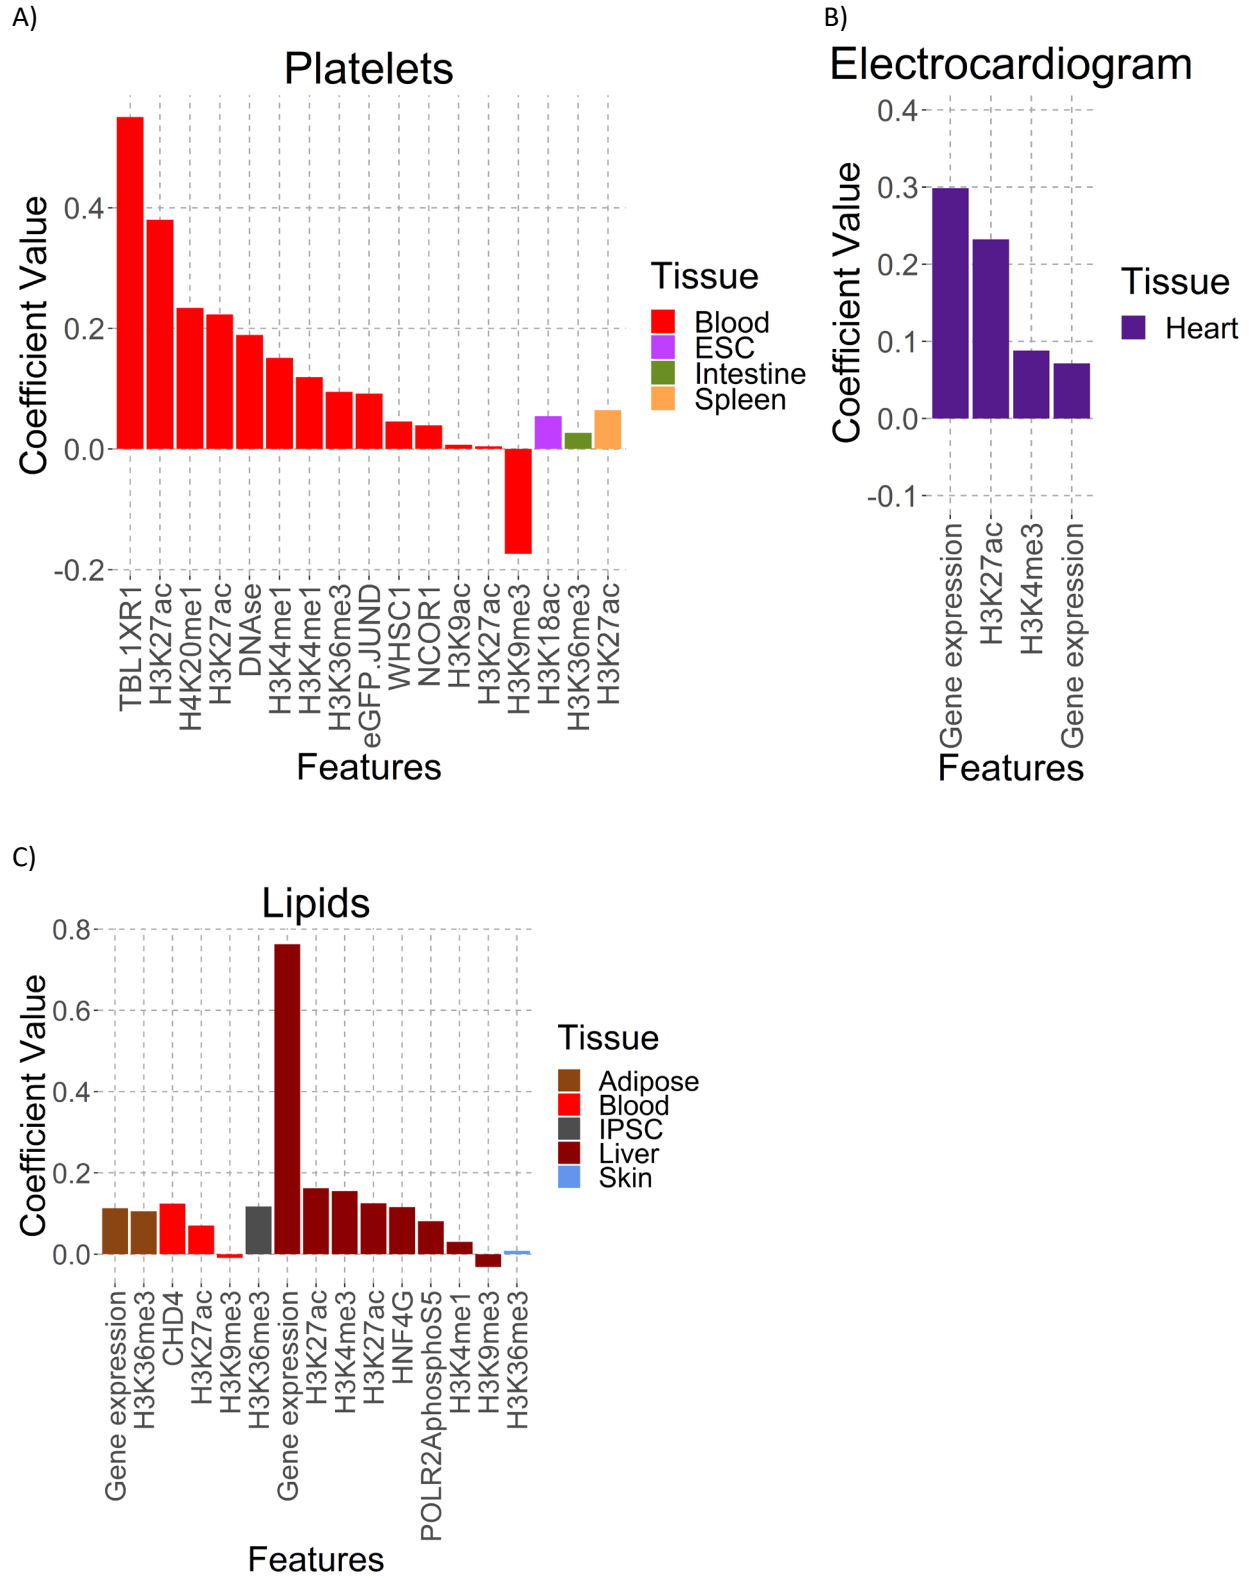 A)
Platelets
Coefficient Value
0.4
0.2
0.0
-0.2
TBL1XR1
H3K27ac
H4K20me1
H3K27ac
DNAse
H3K4me1
H3K4me1
H3K36me3
eGFP.JUND
WHSC1
NCOR1
H3K9ac
H3K27ac
H3K9me3
H3K18ac
H3K36me3
H3K27ac
Features
Tissue
Blood
ESC
Intestine
Spleen
B)
Electrocardiogram
Coefficient Value
0.4
0.3
0.2
0.1
0.0
-0.1
Gene expression
H3K27ac
H3K4me3
Gene expression
Features
Tissue
Heart
C)
Lipids
Coefficient Value
0.8
0.6
0.4
0.2
0.0
Gene expression
H3K36me3
CHD4
H3K27ac
H3K9me3
H3K36me3
Gene expression
H3K27ac
H3K4me3
H3K27ac
HNF4G
POLR2AphosphoS5
H3K4me1
H3K9me3
H3K36me3
Features
Tissue
Adipose
Blood
IPSC
Liver
Skin